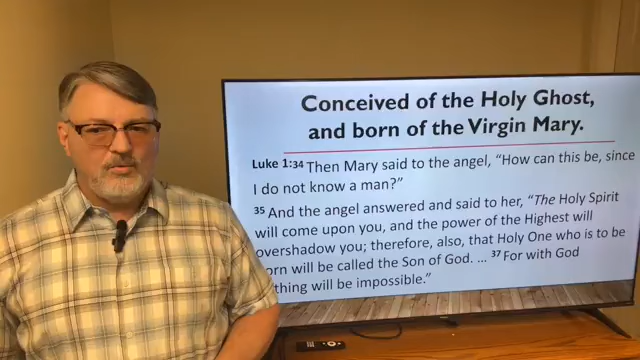 Conceived of the Holy Ghost,
and born of the Virgin Mary.
Luke 1:34 Then Mary said to the angel, “How can this be, since
I do not know a man?”
35 And the angel answered and said to her, “The Holy Spirit
will come upon you, and the power of the Highest will
overshadow you; therefore, also, that Holy One who is to be
orn will be called the Son of God. ... 37 For with God
thing will be impossible.”